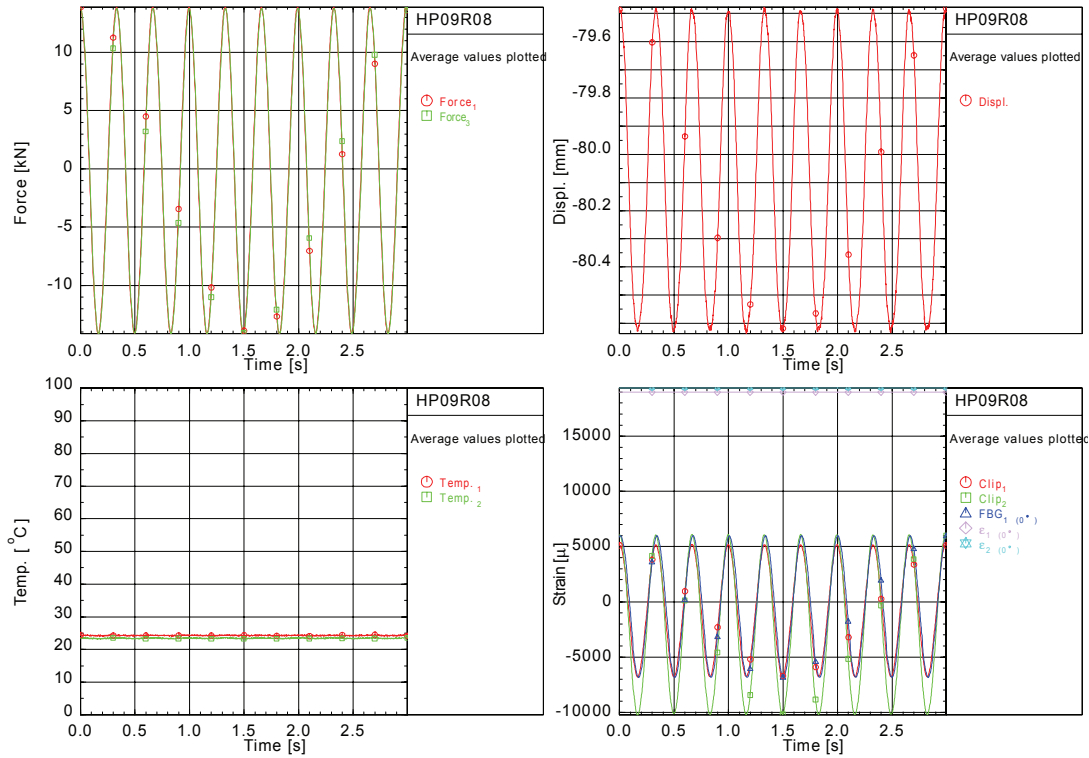 HP09R08
Average values plotted
Force1
Force3
Force [kN]
10
5
0
-5
-10
0.0 0.5 1.0 1.5 2.0 2.5
Time [s]
HP09R08
Average values plotted
Displ.
Displ. [mm]
-79.6
-79.8
-80.0
-80.2
-80.4
0.0 0.5 1.0 1.5 2.0 2.5
Time [s]
HP09R08
Average values plotted
Temp. 1
Temp. 2
Temp. [ °C]
100
90
80
70
60
50
40
30
20
10
0
0.0 0.5 1.0 1.5 2.0 2.5
Time [s]
HP09R08
Average values plotted
Clip1
Clip2
FBG1 (0°)
ε1 (0°)
ε2 (0°)
Strain [μ]
15000
10000
5000
0
-5000
-10000
0.0 0.5 1.0 1.5 2.0 2.5
Time [s]